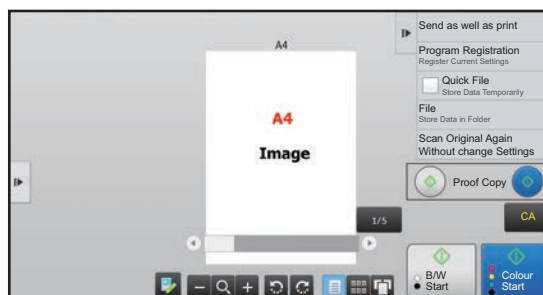 A4
A4
Image
1/5
Send as well as print
Program Registration
Register Current Settings
Quick File
Store Data Temporarily
File
Store Data in Folder
Scan Original Again
Without change Settings
Proof Copy
CA
B/W
Start
Colour
Start